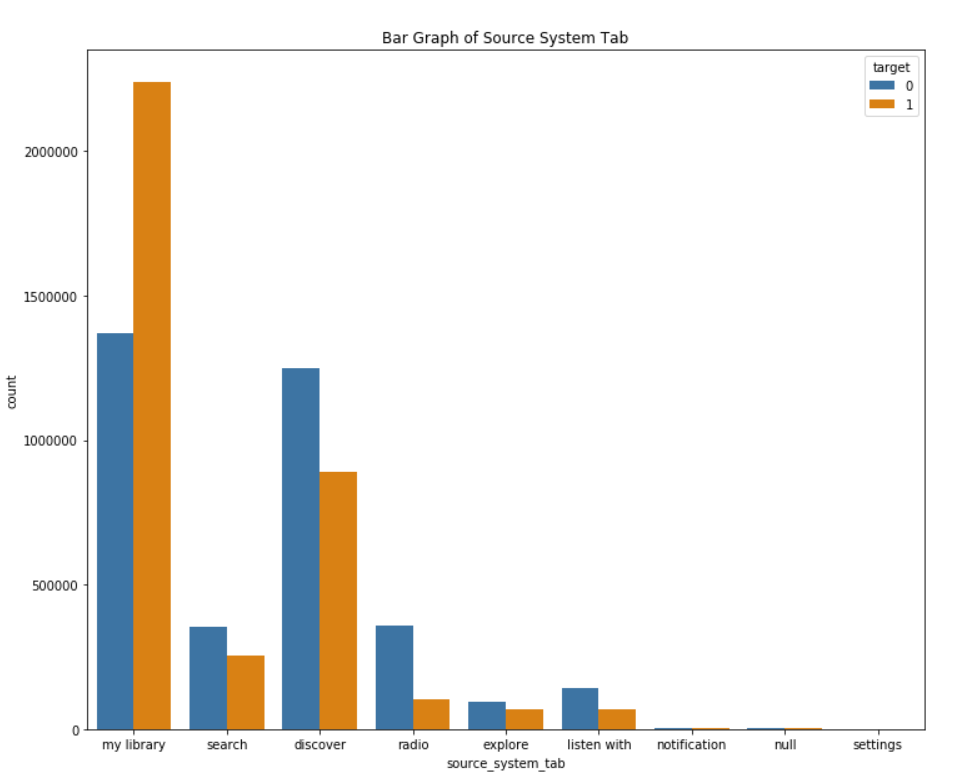 Bar Graph of Source System Tab
target
0
1
2000000
1500000
1000000
500000
0
count
my library search discover radio explore listen with notification null settings
source_system_tab